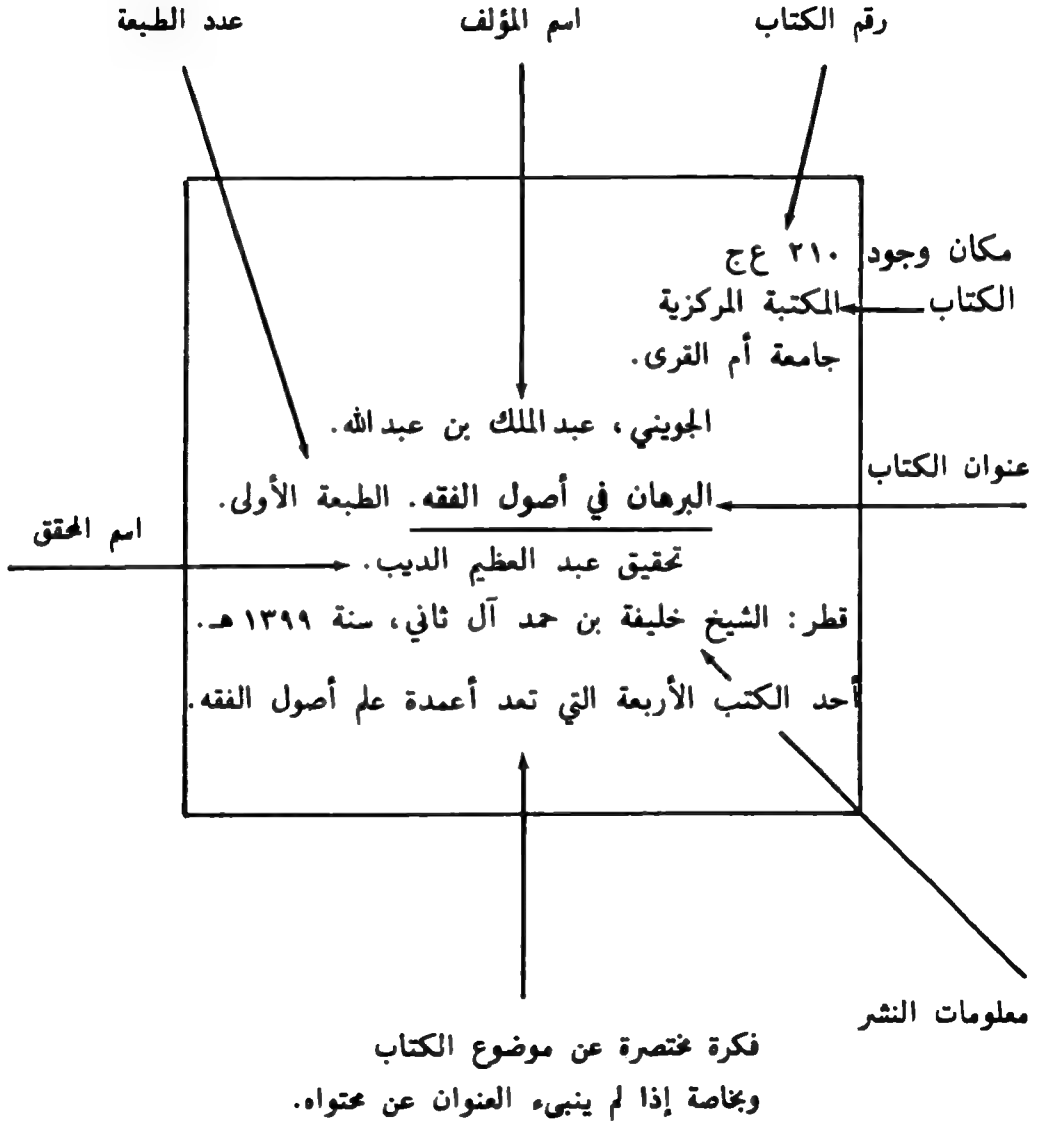 رقم الكتاب
اسم المؤلف
عدد الطبعة
مكان وجود
الكتاب
٢١٠ ع ج
المكتبة المركزية
جامعة أم القرى.
الجويني، عبد الملك بن عبد الله.
عنوان الكتاب
البرهان في أصول الفقه. الطبعة الأولى.
اسم المحقق
تحقيق عبد العظيم الديب.
قطر: الشيخ خليفة بن حمد آل ثاني، سنة ١٣٩٩ هـ.
أحد الكتب الأربعة التي تعد أعمدة علم أصول الفقه.
معلومات النشر
فكرة مختصرة عن موضوع الكتاب
وبخاصة إذا لم ينبىء العنوان عن محتواه.